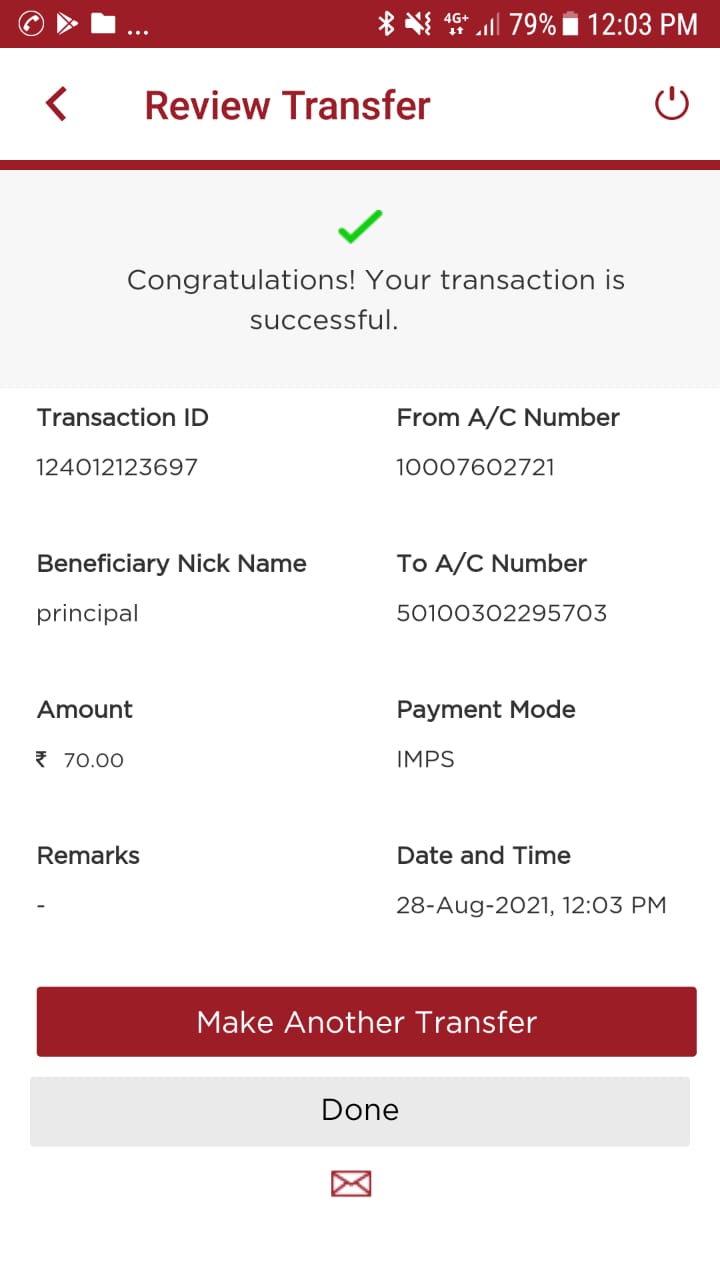 ... 4G+ 79% 12:03 PM
Review Transfer
Congratulations! Your transaction is
successful.
Transaction ID From A/C Number
124012123697 10007602721
Beneficiary Nick Name To A/C Number
principal 50100302295703
Amount Payment Mode
₹ 70.00 IMPS
Remarks Date and Time
- 28-Aug-2021, 12:03 PM
Make Another Transfer
Done